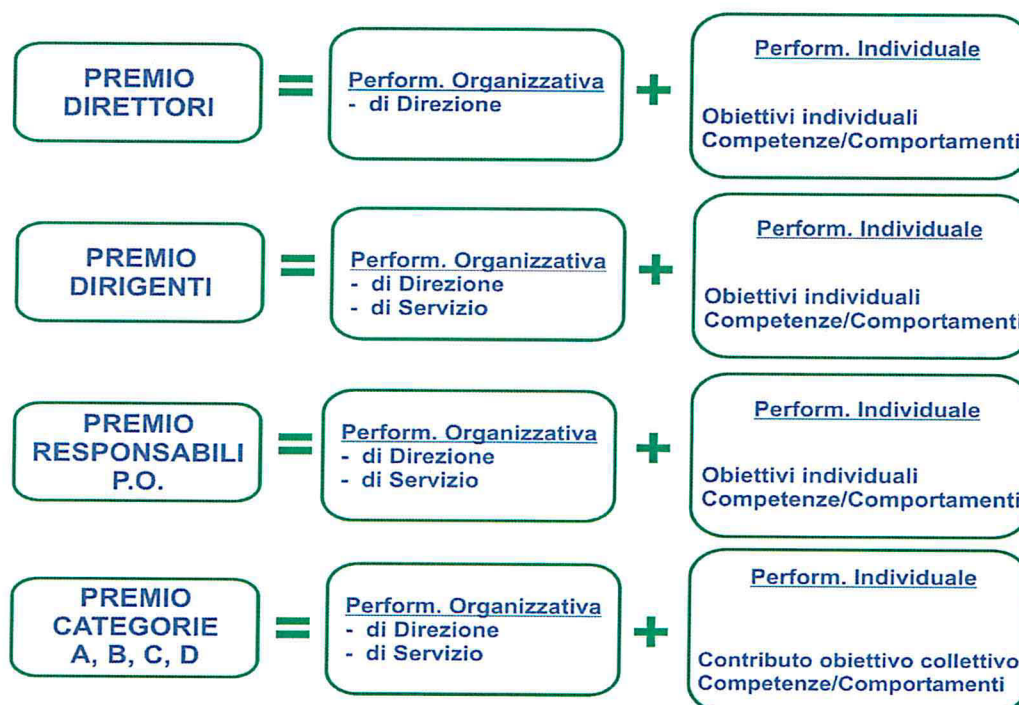 PREMIO
DIRETTORI
=
Perform. Organizzativa
- di Direzione
+
Perform. Individuale
Obiettivi individuali
Competenze/Comportamenti
PREMIO
DIRIGENTI
=
Perform. Organizzativa
- di Direzione
- di Servizio
+
Perform. Individuale
Obiettivi individuali
Competenze/Comportamenti
PREMIO
RESPONSABILI
P.O.
=
Perform. Organizzativa
- di Direzione
- di Servizio
+
Perform. Individuale
Obiettivi individuali
Competenze/Comportamenti
PREMIO
CATEGORIE
A, B, C, D
=
Perform. Organizzativa
- di Direzione
- di Servizio
+
Perform. Individuale
Contributo obiettivo collettivo
Competenze/Comportamenti